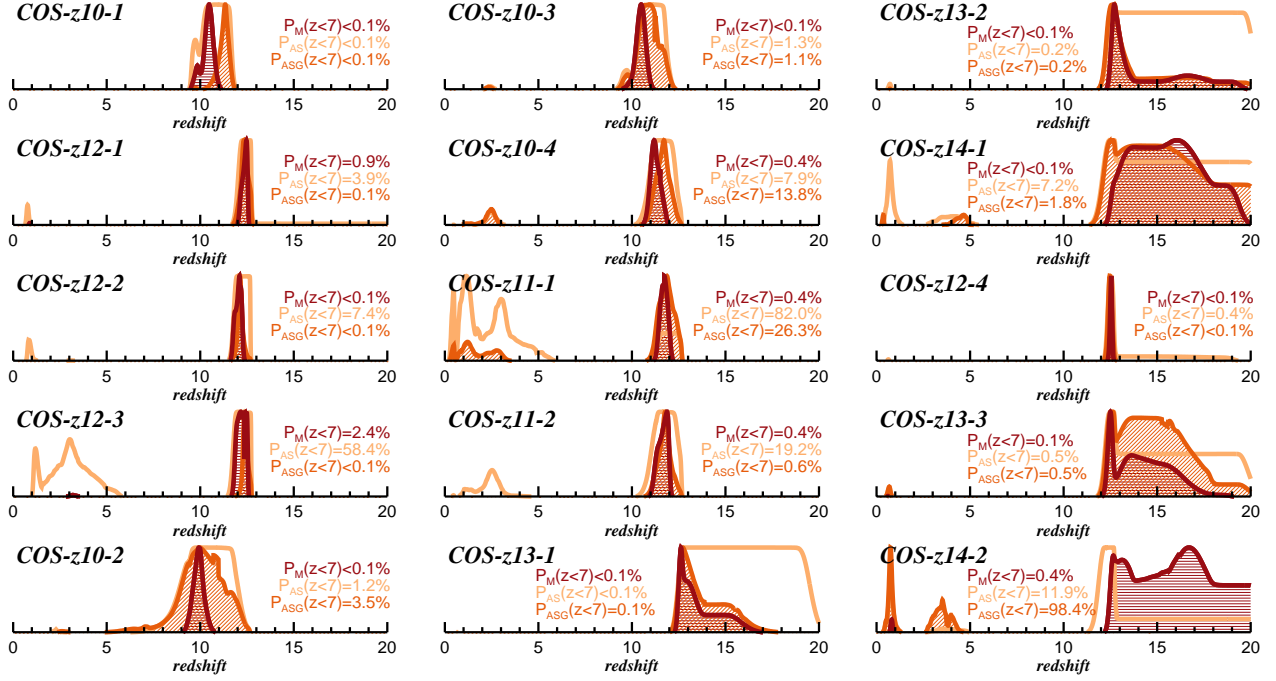 COS-z10-1
P_M(z<7)<0.1%
P_AS(z<7)<0.1%
P_ASG(z<7)<0.1%
0 5 10 15 20
redshift
COS-z10-3
P_M(z<7)<0.1%
P_AS(z<7)=1.3%
P_ASG(z<7)=1.1%
0 5 10 15 20
redshift
COS-z13-2
P_M(z<7)<0.1%
P_AS(z<7)=0.2%
P_ASG(z<7)=0.2%
0 5 10 15 20
redshift
COS-z12-1
P_M(z<7)=0.9%
P_AS(z<7)=3.9%
P_ASG(z<7)=0.1%
0 5 10 15 20
redshift
COS-z10-4
P_M(z<7)=0.4%
P_AS(z<7)=7.9%
P_ASG(z<7)=13.8%
0 5 10 15 20
redshift
COS-z14-1
P_M(z<7)<0.1%
P_AS(z<7)=7.2%
P_ASG(z<7)=1.8%
0 5 10 15 20
redshift
COS-z12-2
P_M(z<7)<0.1%
P_AS(z<7)=7.4%
P_ASG(z<7)<0.1%
0 5 10 15 20
redshift
COS-z11-1
P_M(z<7)=0.4%
P_AS(z<7)=82.0%
P_ASG(z<7)=26.3%
0 5 10 15 20
redshift
COS-z12-4
P_M(z<7)<0.1%
P_AS(z<7)=0.4%
P_ASG(z<7)<0.1%
0 5 10 15 20
redshift
COS-z12-3
P_M(z<7)=2.4%
P_AS(z<7)=58.4%
P_ASG(z<7)<0.1%
0 5 10 15 20
redshift
COS-z11-2
P_M(z<7)=0.4%
P_AS(z<7)=19.2%
P_ASG(z<7)=0.6%
0 5 10 15 20
redshift
COS-z13-3
P_M(z<7)=0.1%
P_AS(z<7)=0.5%
P_ASG(z<7)=0.5%
0 5 10 15 20
redshift
COS-z10-2
P_M(z<7)<0.1%
P_AS(z<7)=1.2%
P_ASG(z<7)=3.5%
0 5 10 15 20
redshift
COS-z13-1
P_M(z<7)<0.1%
P_AS(z<7)<0.1%
P_ASG(z<7)=0.1%
0 5 10 15 20
redshift
COS-z14-2
P_M(z<7)=0.4%
P_AS(z<7)=11.9%
P_ASG(z<7)=98.4%
0 5 10 15 20
redshift